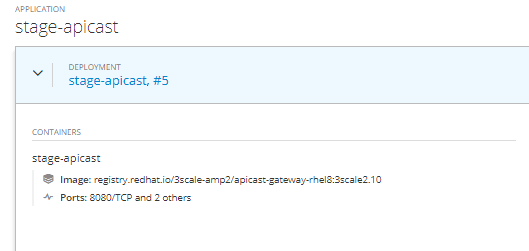 APPLICATION
stage-apicast
DEPLOYMENT
stage-apicast, #5
CONTAINERS
stage-apicast
Image: registry.redhat.io/3scale-amp2/apicast-gateway-rhel8:3scale2.10
Ports: 8080/TCP and 2 others